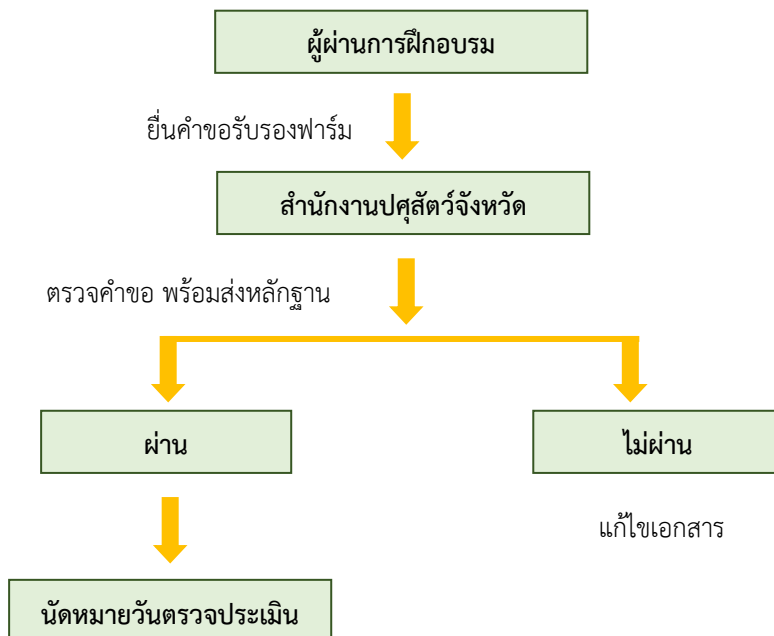 ผู้ผ่านการฝึกอบรม
ยื่นคำขอรับรองฟาร์ม
สำนักงานปศุสัตว์จังหวัด
ตรวจคำขอ พร้อมส่งหลักฐาน
ผ่าน
ไม่ผ่าน
แก้ไขเอกสาร
นัดหมายวันตรวจประเมิน